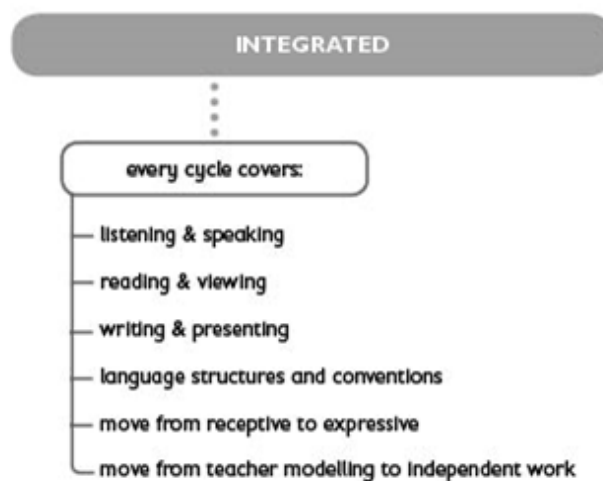 INTEGRATED
every cycle covers:
listening & speaking
reading & viewing
writing & presenting
language structures and conventions
move from receptive to expressive
move from teacher modelling to independent work